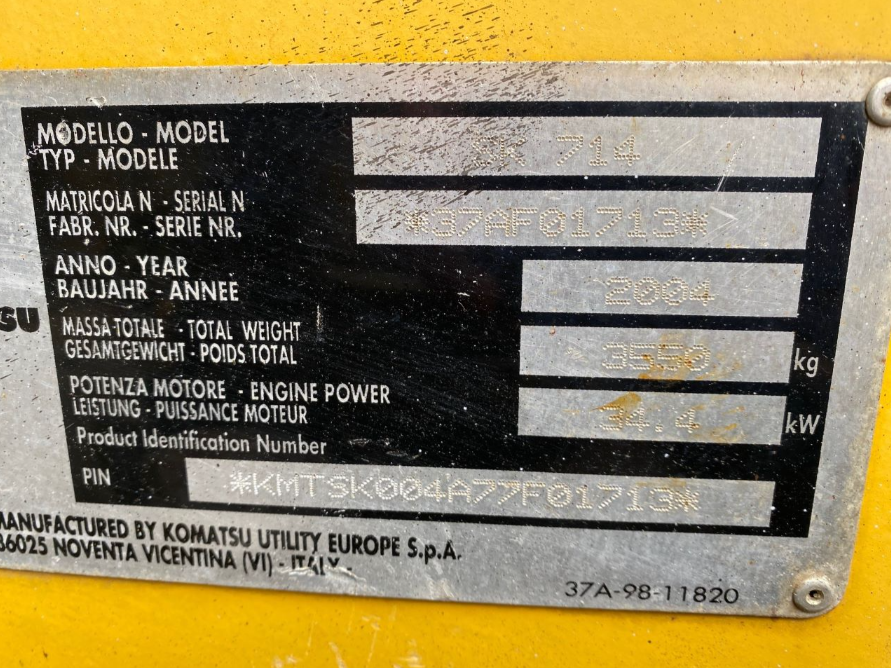 MODELLO - MODEL
TYP - MODELE
SK 714
MATRICOLA N - SERIAL N
FABR. NR. - SERIE NR.
*37AF01713*
ANNO - YEAR
BAUJAHR - ANNEE
2004
SU
MASSA TOTALE - TOTAL WEIGHT
GESAMTGEWICHT - POIDS TOTAL
3550 kg
POTENZA MOTORE - ENGINE POWER
LEISTUNG - PUISSANCE MOTEUR
34.4 kW
Product Identification Number
PIN
*KMTSK004A77F01713*
MANUFACTURED BY KOMATSU UTILITY EUROPE S.p.A.
36025 NOVENTA VICENTINA (VI) - ITALY
37A-98-11820